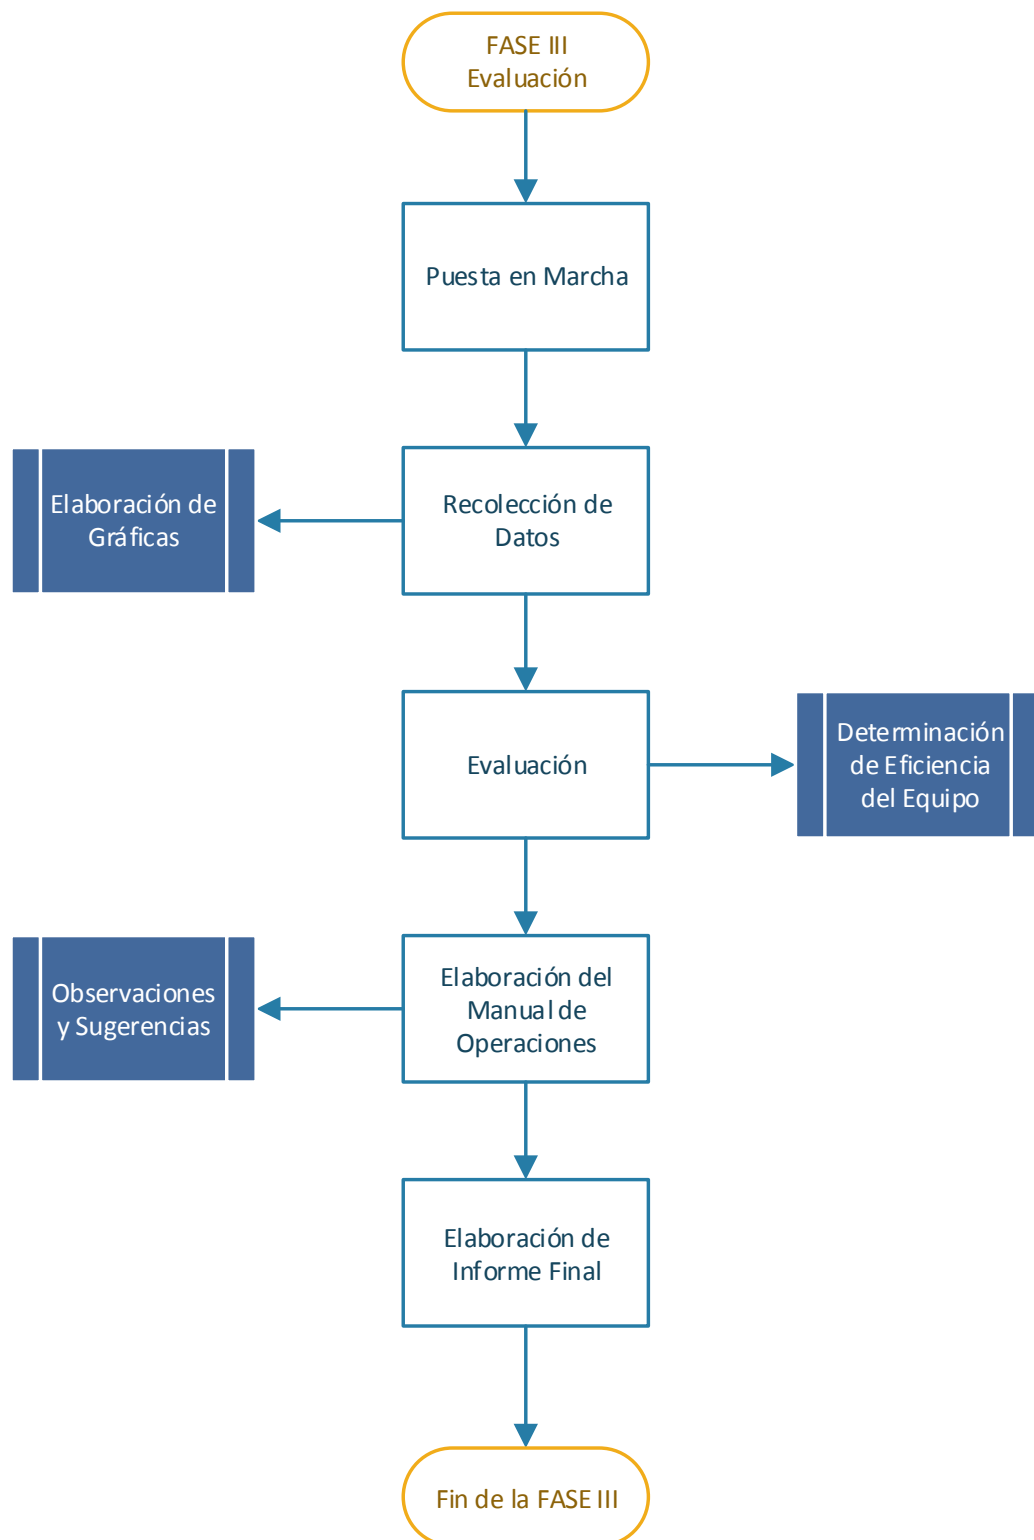 FASE III
Evaluación
Puesta en Marcha
Elaboración de
Gráficas
Recolección de
Datos
Evaluación
Determinación
de Eficiencia
del Equipo
Observaciones
y Sugerencias
Elaboración del
Manual de
Operaciones
Elaboración de
Informe Final
Fin de la FASE III